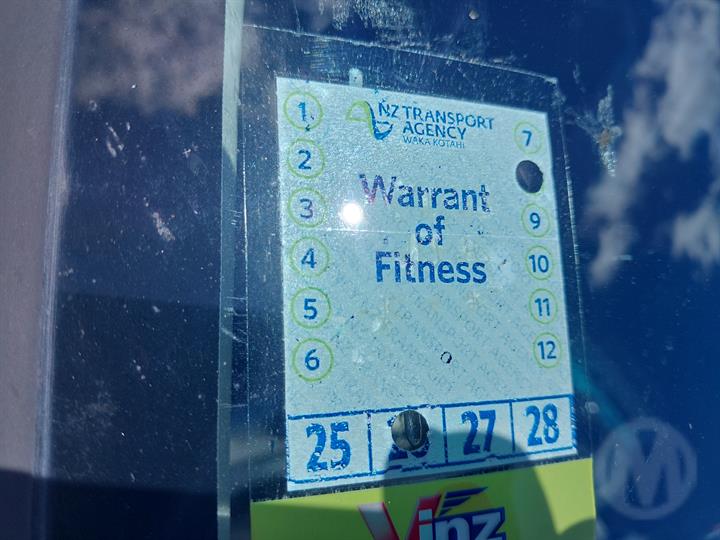 NZ TRANSPORT
AGENCY
WAKA KOTAHI
1
2
3
4
5
6
7
9
10
11
12
Warrant
of
Fitness
25 27 28
Vinz
M